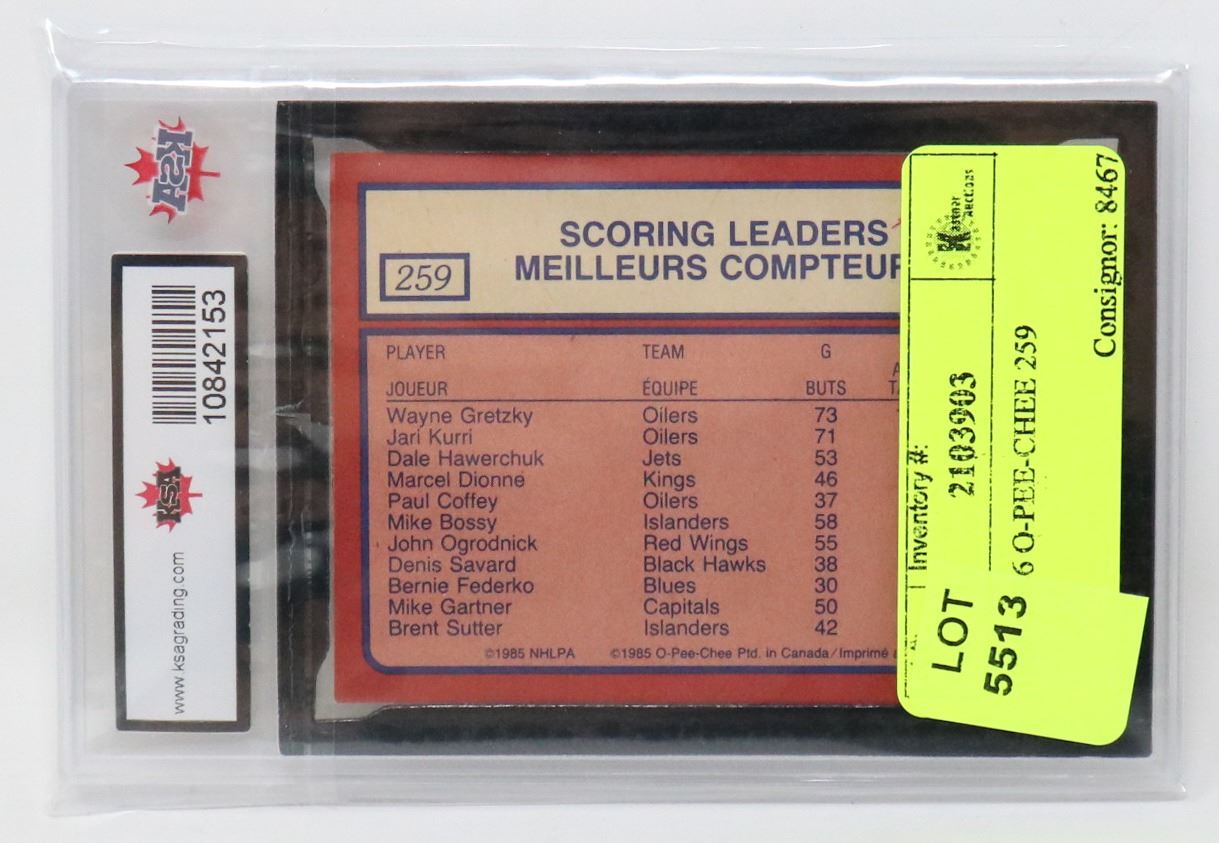 KSA
10842153
KSA
www.ksagrading.com
SCORING LEADERS
MEILLEURS COMPTEUR
259
PLAYER TEAM G
JOUEUR ÉQUIPE BUTS
Wayne Gretzky Oilers 73
Jari Kurri Oilers 71
Dale Hawerchuk Jets 53
Marcel Dionne Kings 46
Paul Coffey Oilers 37
Mike Bossy Islanders 58
John Ogrodnick Red Wings 55
Denis Savard Black Hawks 38
Bernie Federko Blues 30
Mike Gartner Capitals 50
Brent Sutter Islanders 42
©1985 NHLPA ©1985 O-Pee-Chee Ptd. in Canada/Imprimé
Kastner
Auctions
Inventory #:
2103903
6 O-PEE-CHEE 259
Consignor: 8467
LOT
5513